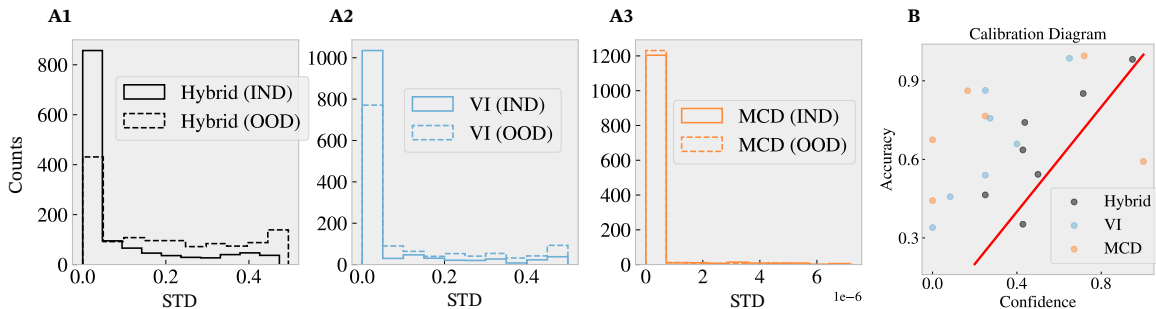 A1
A2
A3
B
Calibration Diagram
Counts
800
600
400
200
0
Hybrid (IND)
Hybrid (OOD)
0.0
0.2
0.4
STD
1000
800
600
400
200
0
VI (IND)
VI (OOD)
0.0
0.2
0.4
STD
1200
1000
800
600
400
200
0
MCD (IND)
MCD (OOD)
2
4
6
STD
1e−6
Accuracy
0.9
0.6
0.3
Hybrid
VI
MCD
0.0
0.4
0.8
Confidence